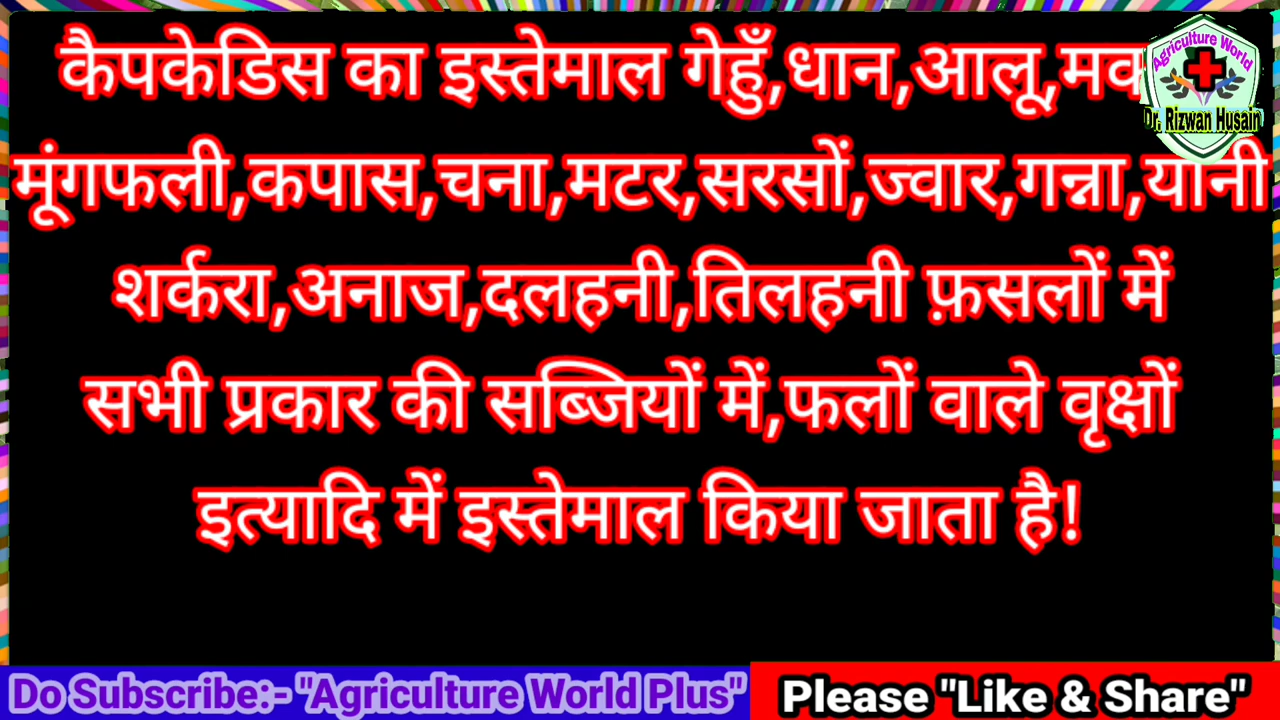 कैपकेडिस का इस्तेमाल गेहुँ,धान,आलू,
मूंगफली,कपास,चना,मटर,सरसों,ज्वार,गन्ना,यानी
शर्करा,अनाज,दलहनी,तिलहनी फ़सलों में
सभी प्रकार की सब्जियों में,फलों वाले वृक्षों
इत्यादि में इस्तेमाल किया जाता है!
Agriculture World
Dr. Rizwan Husain
Do Subscribe:- "Agriculture World Plus"
Please "Like & Share"